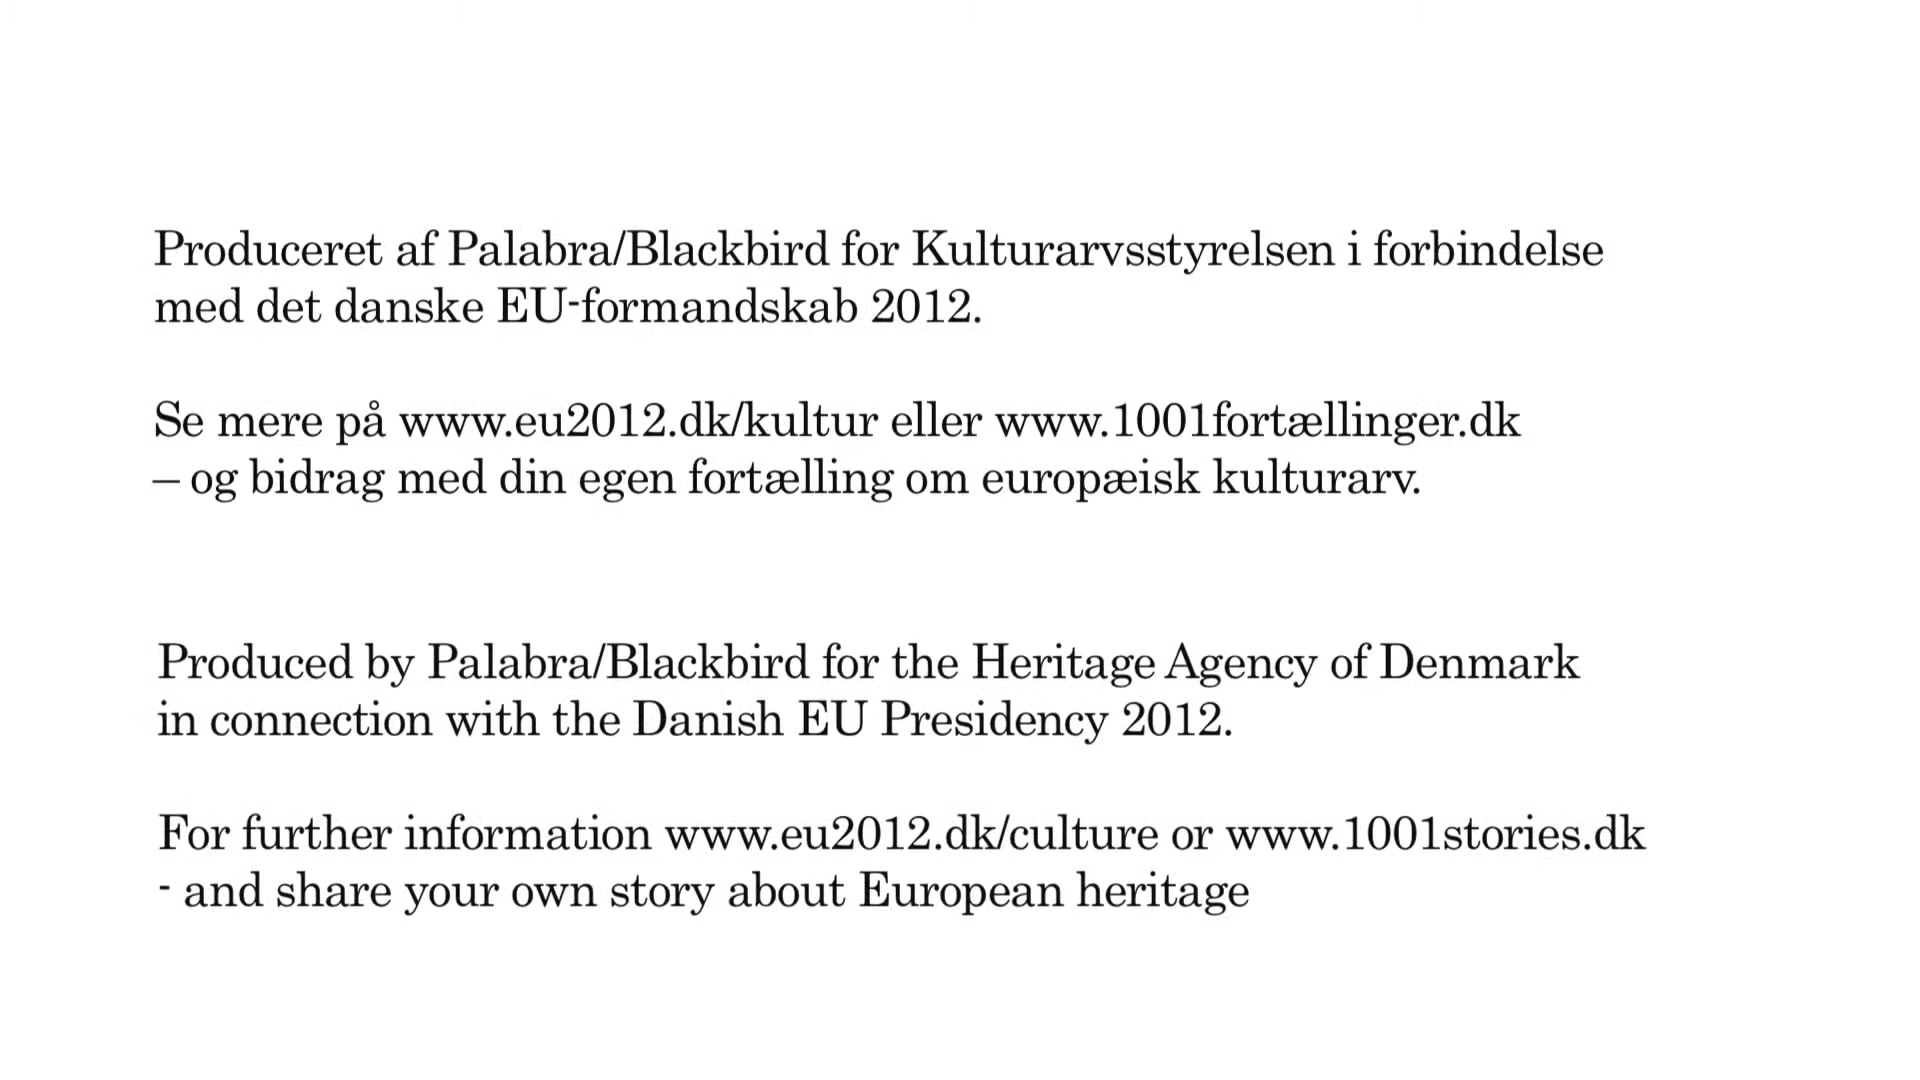 Produceret af Palabra/Blackbird for Kulturarvsstyrelsen i forbindelse
med det danske EU-formandskab 2012.
Se mere på www.eu2012.dk/kultur eller www.1001fortællinger.dk
– og bidrag med din egen fortælling om europæisk kulturarv.
Produced by Palabra/Blackbird for the Heritage Agency of Denmark
in connection with the Danish EU Presidency 2012.
For further information www.eu2012.dk/culture or www.1001stories.dk
- and share your own story about European heritage